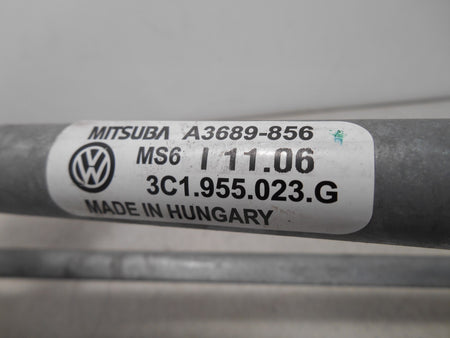 MITSUBA A3689-856
MS6 I 11.06
3C1.955.023.G
MADE IN HUNGARY